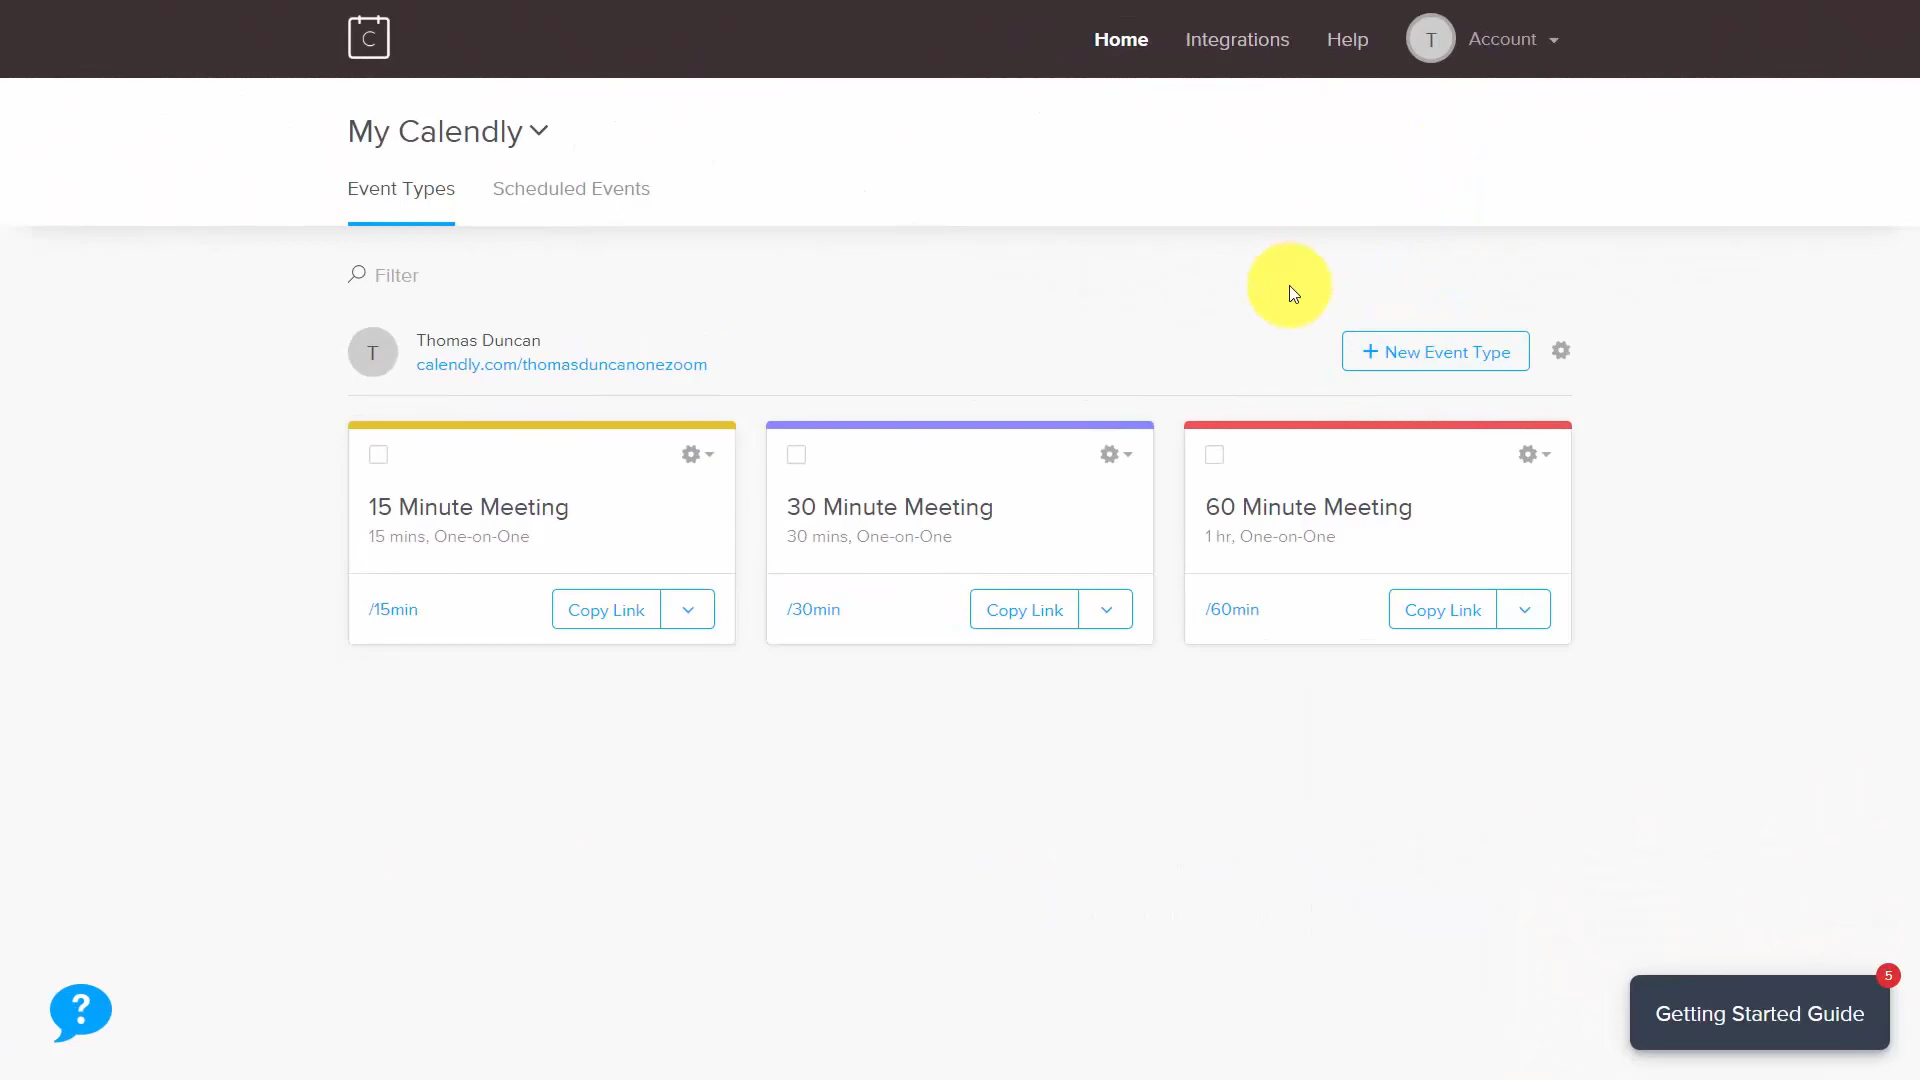 C
Home Integrations Help T Account
My Calendly
Event Types Scheduled Events
Filter
T
Thomas Duncan
calendly.com/thomasduncanonezoom
+ New Event Type
15 Minute Meeting
15 mins, One-on-One
/15min Copy Link
30 Minute Meeting
30 mins, One-on-One
/30min Copy Link
60 Minute Meeting
1 hr, One-on-One
/60min Copy Link
?
5
Getting Started Guide